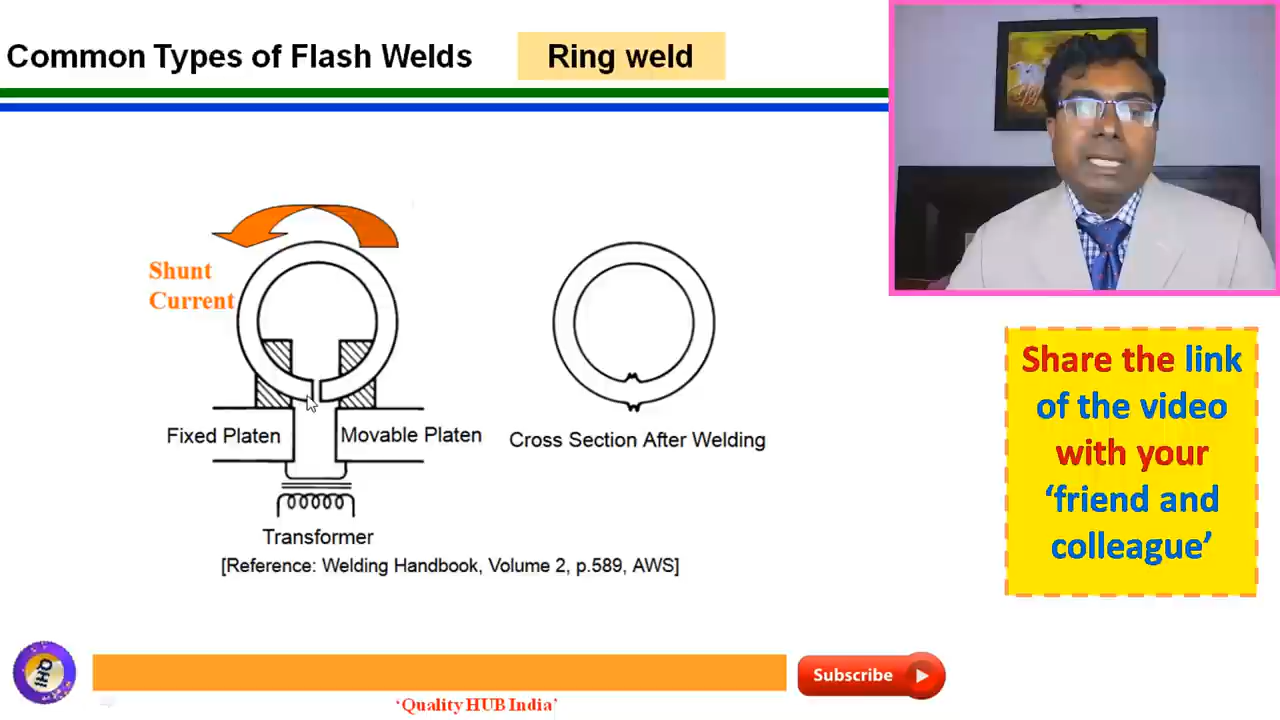 Common Types of Flash Welds
Ring weld
Shunt
Current
Fixed Platen
Movable Platen
Transformer
Cross Section After Welding
[Reference: Welding Handbook, Volume 2, p.589, AWS]
Share the link
of the video
with your
‘friend and
colleague’
QHI
Subscribe
‘Quality HUB India’